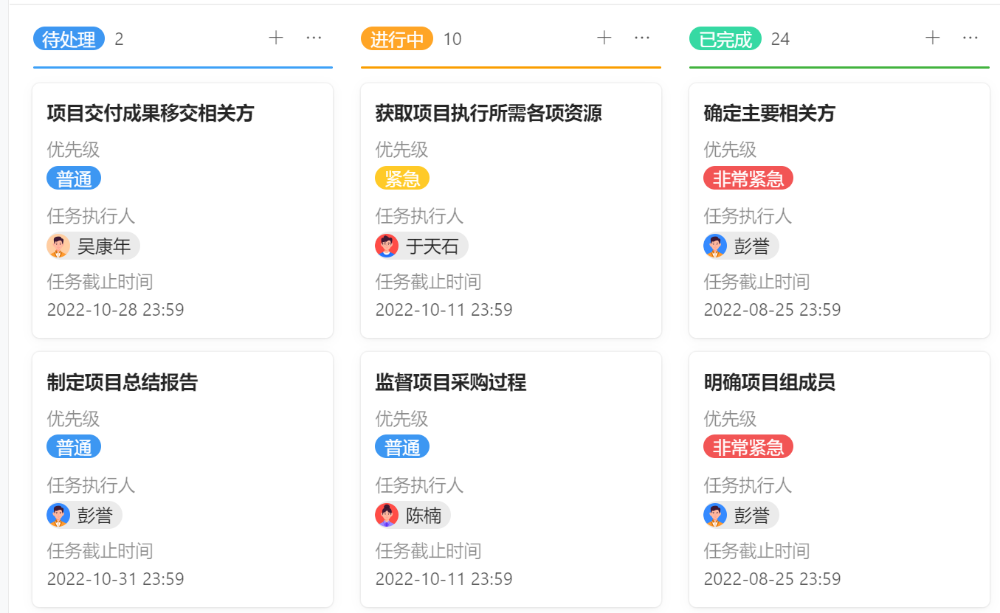 待处理 2
项目交付成果移交相关方
优先级
普通
任务执行人
吴康年
任务截止时间
2022-10-28 23:59
制定项目总结报告
优先级
普通
任务执行人
彭誉
任务截止时间
2022-10-31 23:59
进行中 10
获取项目执行所需各项资源
优先级
紧急
任务执行人
于天石
任务截止时间
2022-10-11 23:59
监督项目采购过程
优先级
普通
任务执行人
陈楠
任务截止时间
2022-10-11 23:59
已完成 24
确定主要相关方
优先级
非常紧急
任务执行人
彭誉
任务截止时间
2022-08-25 23:59
明确项目组成员
优先级
非常紧急
任务执行人
彭誉
任务截止时间
2022-08-25 23:59